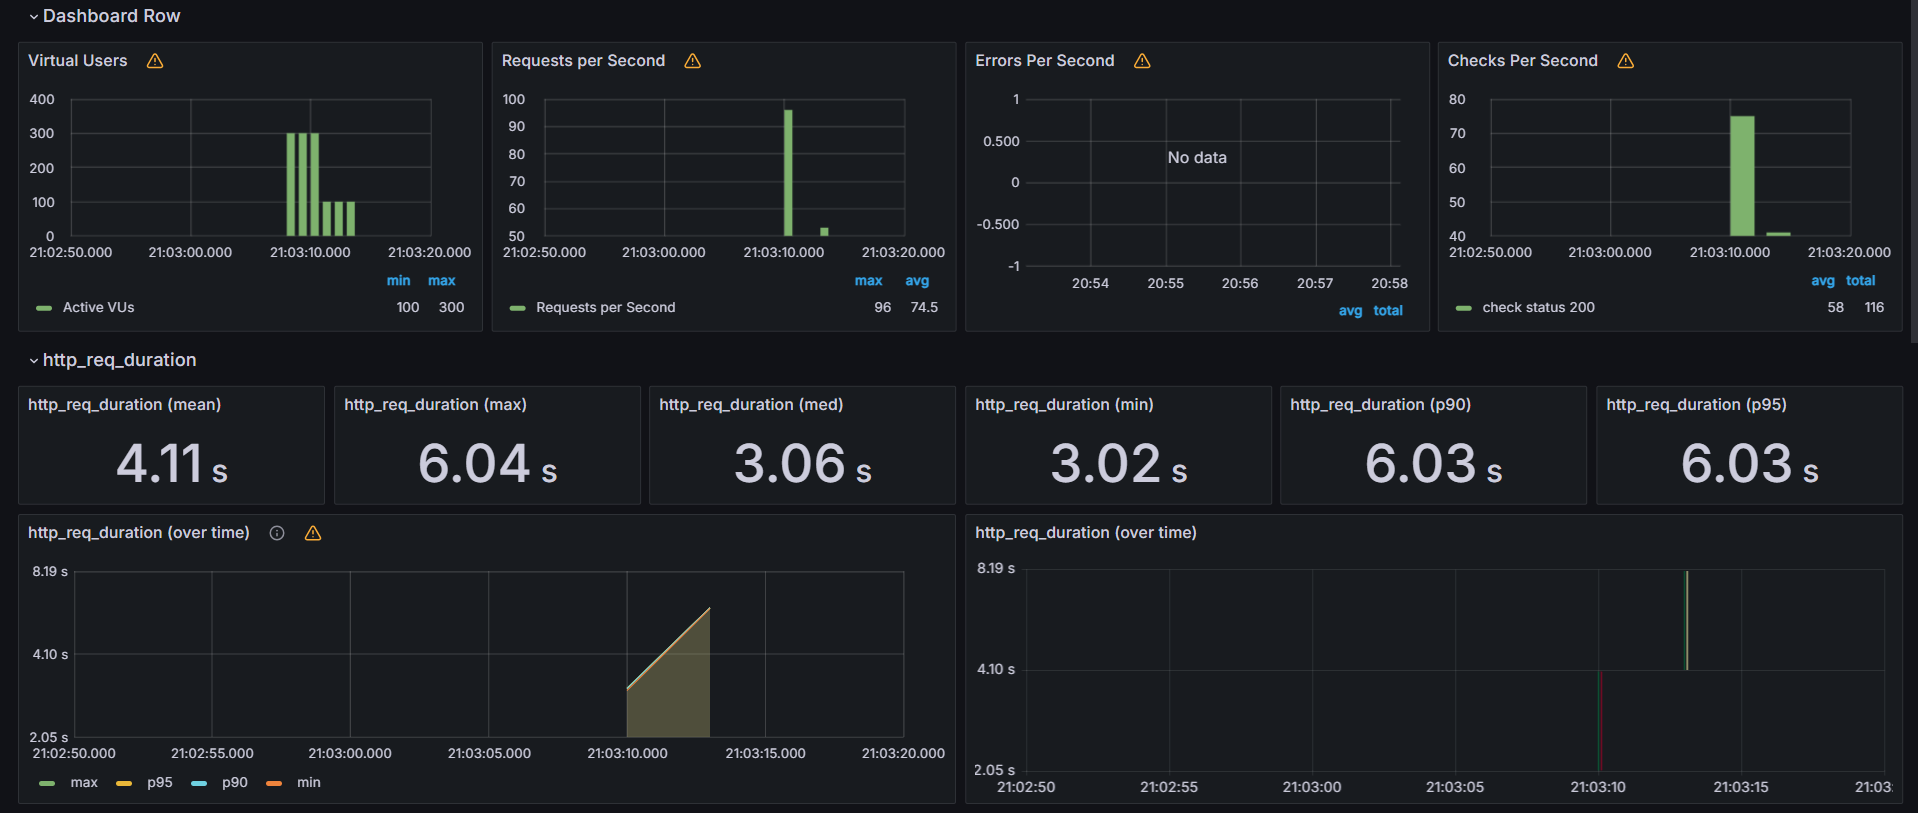 Dashboard Row
Virtual Users
400
300
200
100
0
21:02:50.000 21:03:00.000 21:03:10.000 21:03:20.000
min max
Active VUs 100 300
Requests per Second
100
90
80
70
60
50
21:02:50.000 21:03:00.000 21:03:10.000 21:03:20.000
max avg
Requests per Second 96 74.5
Errors Per Second
1
0.500
0
-0.500
-1
No data
20:54 20:55 20:56 20:57 20:58
avg total
Checks Per Second
80
70
60
50
40
21:02:50.000 21:03:00.000 21:03:10.000 21:03:20.000
avg total
check status 200 58 116
http_req_duration
http_req_duration (mean)
4.11 s
http_req_duration (max)
6.04 s
http_req_duration (med)
3.06 s
http_req_duration (min)
3.02 s
http_req_duration (p90)
6.03 s
http_req_duration (p95)
6.03 s
http_req_duration (over time)
8.19 s
4.10 s
2.05 s
21:02:50.000 21:02:55.000 21:03:00.000 21:03:05.000 21:03:10.000 21:03:15.000 21:03:20.000
max p95 p90 min
http_req_duration (over time)
8.19 s
4.10 s
2.05 s
21:02:50 21:02:55 21:03:00 21:03:05 21:03:10 21:03:15 21:03: